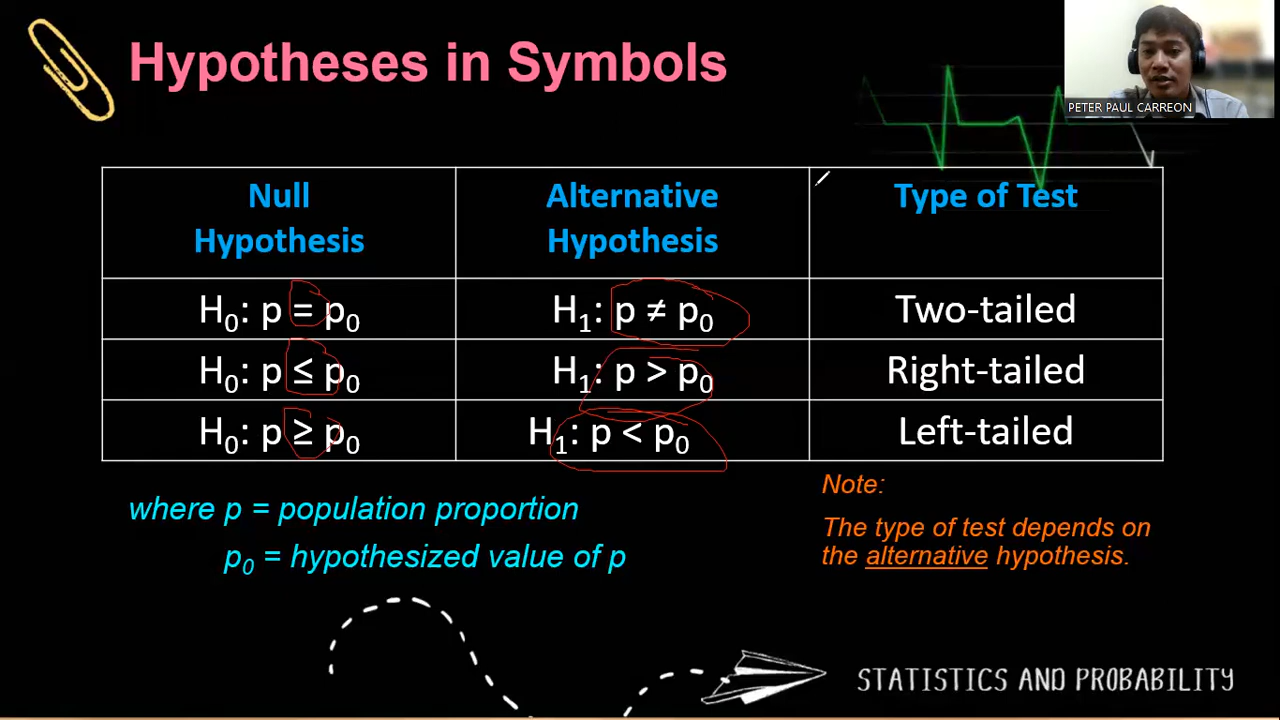 Hypotheses in Symbols
PETER PAUL CARREON
Null
Hypothesis
Alternative
Hypothesis
Type of Test
H₀: p = p₀
H₁: p ≠ p₀
Two-tailed
H₀: p ≤ p₀
H₁: p > p₀
Right-tailed
H₀: p ≥ p₀
H₁: p < p₀
Left-tailed
where p = population proportion
p₀ = hypothesized value of p
Note:
The type of test depends on
the alternative hypothesis.
STATISTICS AND PROBABILITY